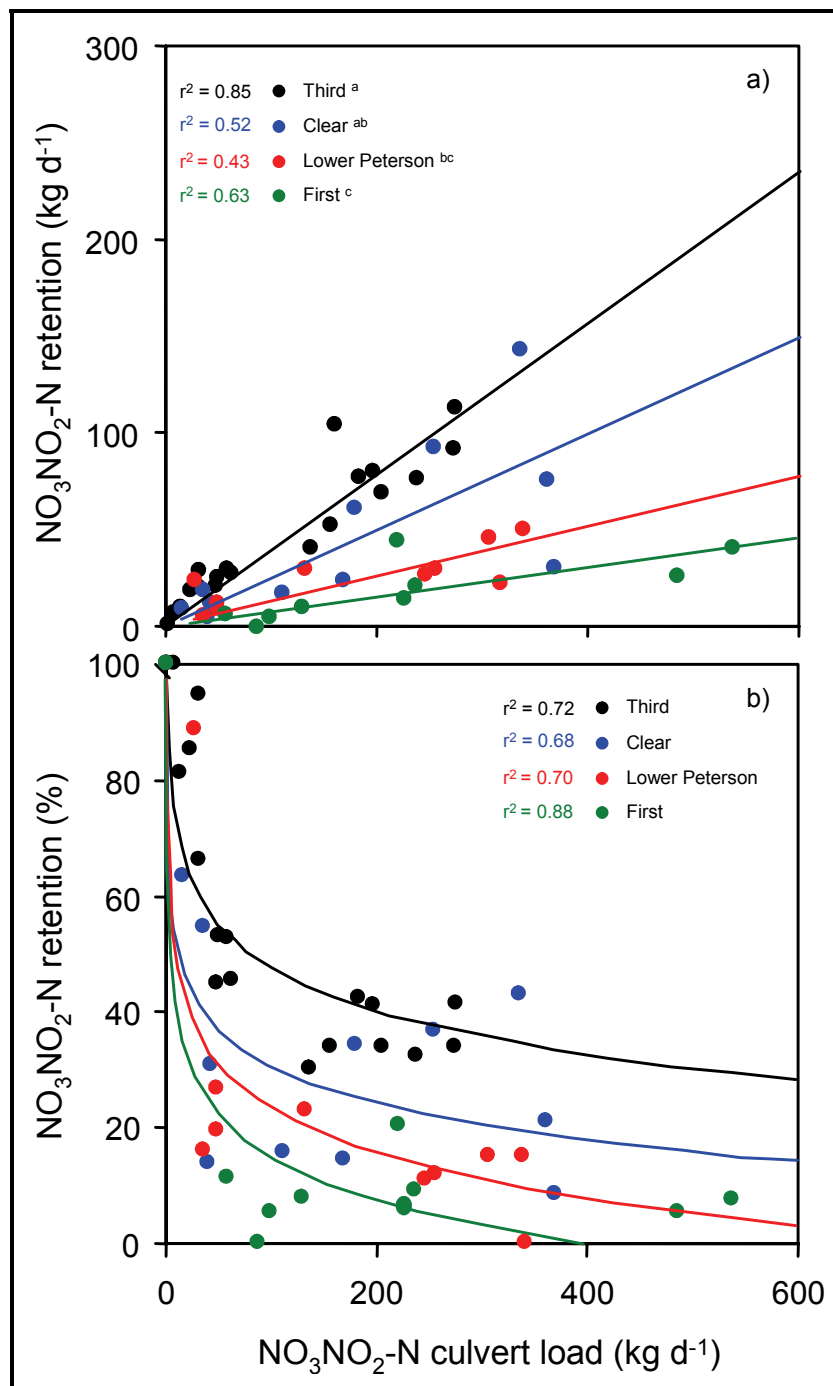 300
200
100
0
NO₃NO₂-N retention (kg d⁻¹)
a)
r² = 0.85 Third ᵃ
r² = 0.52 Clear ᵃᵇ
r² = 0.43 Lower Peterson ᵇᶜ
r² = 0.63 First ᶜ
100
80
60
40
20
0
NO₃NO₂-N retention (%)
b)
r² = 0.72 Third
r² = 0.68 Clear
r² = 0.70 Lower Peterson
r² = 0.88 First
0 200 400 600
NO₃NO₂-N culvert load (kg d⁻¹)